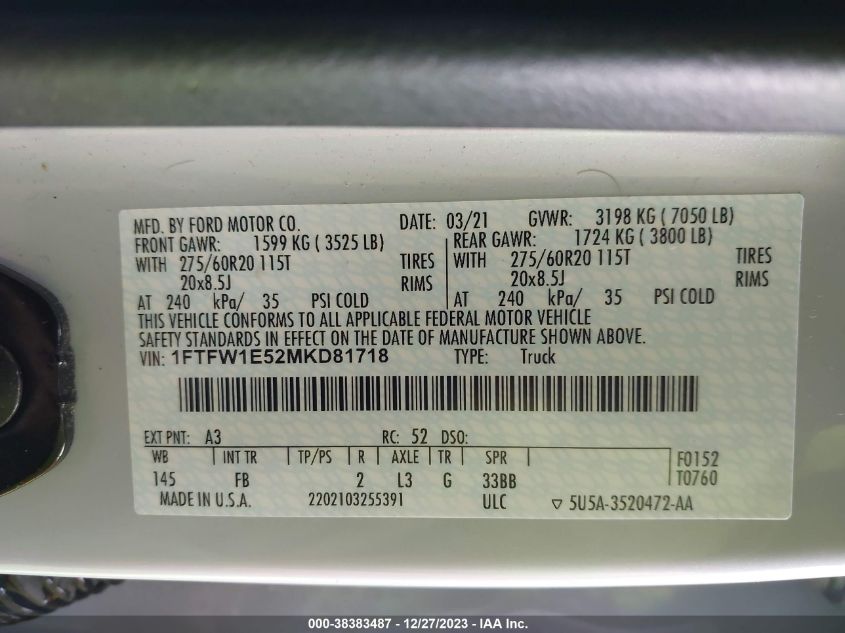 MFD. BY FORD MOTOR CO. DATE: 03/21 GVWR: 3198 KG ( 7050 LB)
FRONT GAWR: 1599 KG ( 3525 LB) REAR GAWR: 1724 KG ( 3800 LB)
WITH 275/60R20 115T TIRES WITH 275/60R20 115T TIRES
20x8.5J RIMS 20x8.5J RIMS
AT 240 kPa/ 35 PSI COLD AT 240 kPa/ 35 PSI COLD
THIS VEHICLE CONFORMS TO ALL APPLICABLE FEDERAL MOTOR VEHICLE
SAFETY STANDARDS IN EFFECT ON THE DATE OF MANUFACTURE SHOWN ABOVE.
VIN: 1FTFW1E52MKD81718 TYPE: Truck
EXT PNT: A3 RC: 52 DSO:
WB INT TR TP/PS R AXLE TR SPR F0152
145 FB 2 L3 G 33BB T0760
MADE IN U.S.A. 2202103255391 ULC ▽ 5U5A-3520472-AA
000-38383487 - 12/27/2023 - IAA Inc.